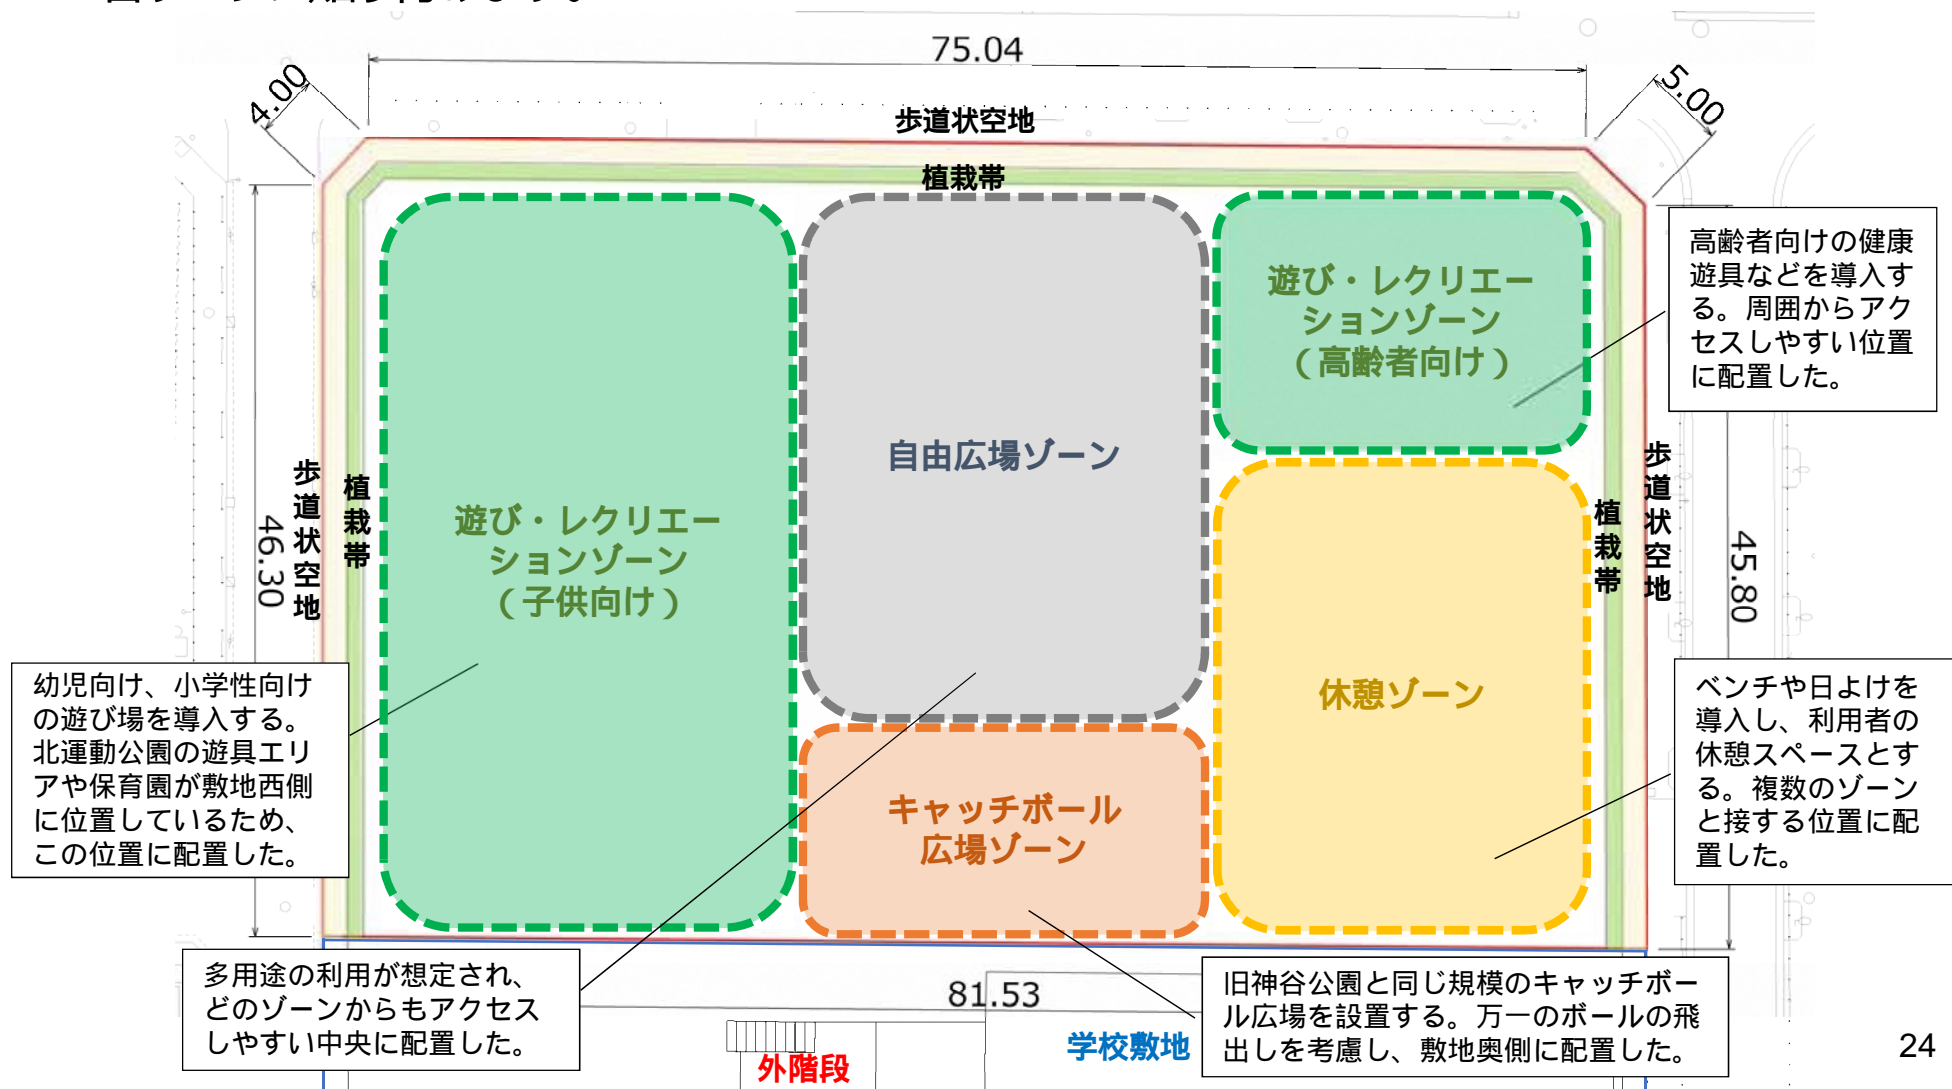 75.04
4.00
5.00
歩道状空地
植栽帯
高齢者向けの健康
遊具などを導入す
る。周囲からアク
セスしやすい位置
に配置した。
遊び・レクリエー
ションゾーン
（高齢者向け）
自由広場ゾーン
歩道状空地
植栽帯
46.30
遊び・レクリエー
ションゾーン
（子供向け）
植栽帯
歩道状空地
45.80
休憩ゾーン
幼児向け、小学性向け
の遊び場を導入する。
北運動公園の遊具エリ
アや保育園が敷地西側
に位置しているため、
この位置に配置した。
ベンチや日よけを
導入し、利用者の
休憩スペースとす
る。複数のゾーン
と接する位置に配
置した。
キャッチボール
広場ゾーン
多用途の利用が想定され、
どのゾーンからもアクセス
しやすい中央に配置した。
81.53
旧神谷公園と同じ規模のキャッチボー
ル広場を設置する。万一のボールの飛
出しを考慮し、敷地奥側に配置した。
学校敷地
外階段
24